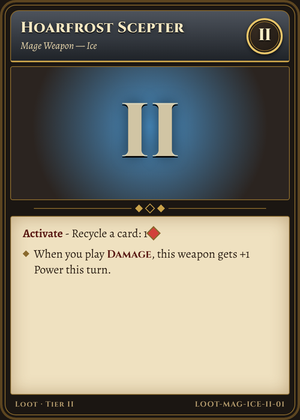 Hoarfrost Scepter
Mage Weapon — Ice
II
II
Activate - Recycle a card: 1
When you play Damage, this weapon gets +1
Power this turn.
Loot · Tier II
LOOT-MAG-ICE-II-01